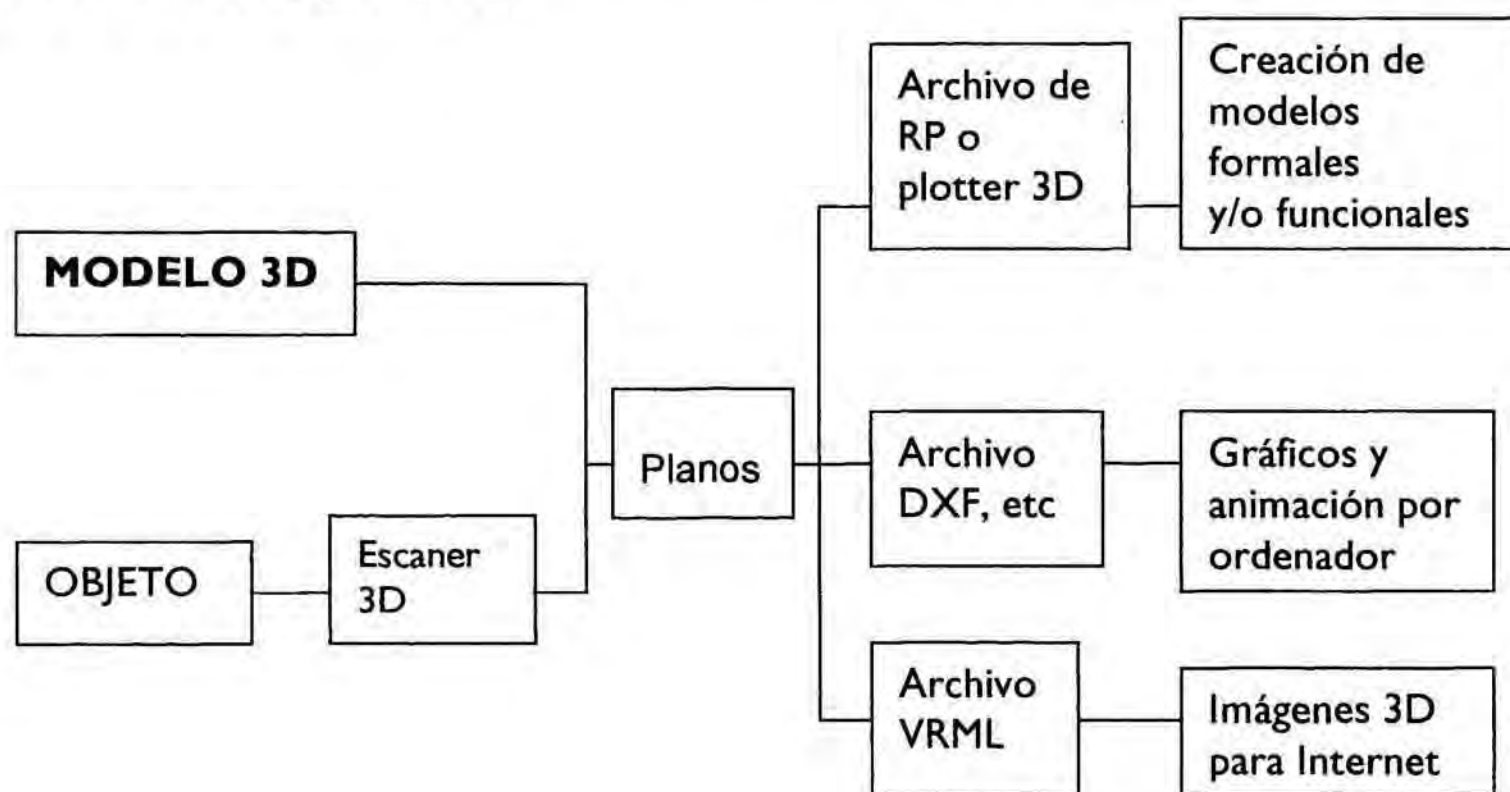 MODELO 3D
OBJETO
Escaner
3D
Planos
Archivo de
RP o
plotter 3D
Creación de
modelos
formales
y/o funcionales
Archivo
DXF, etc
Gráficos y
animación por
ordenador
Archivo
VRML
Imágenes 3D
para Internet